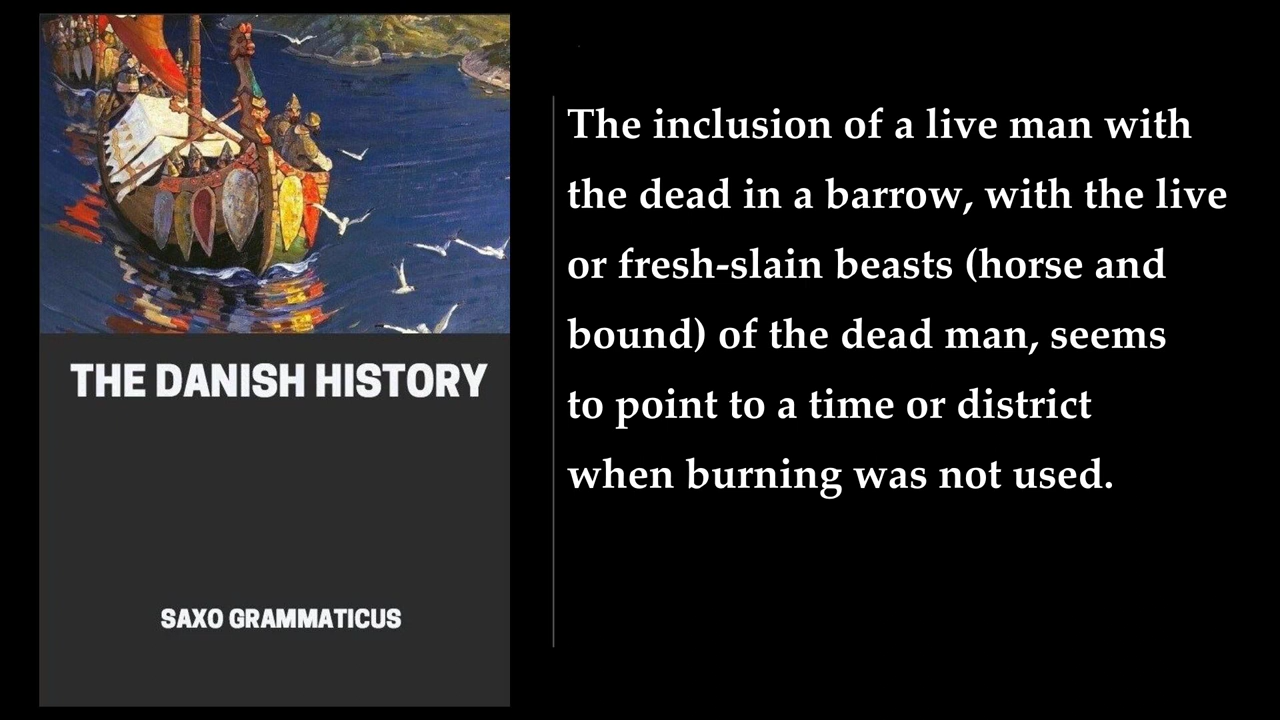 THE DANISH HISTORY
SAXO GRAMMATICUS
The inclusion of a live man with
the dead in a barrow, with the live
or fresh-slain beasts (horse and
bound) of the dead man, seems
to point to a time or district
when burning was not used.